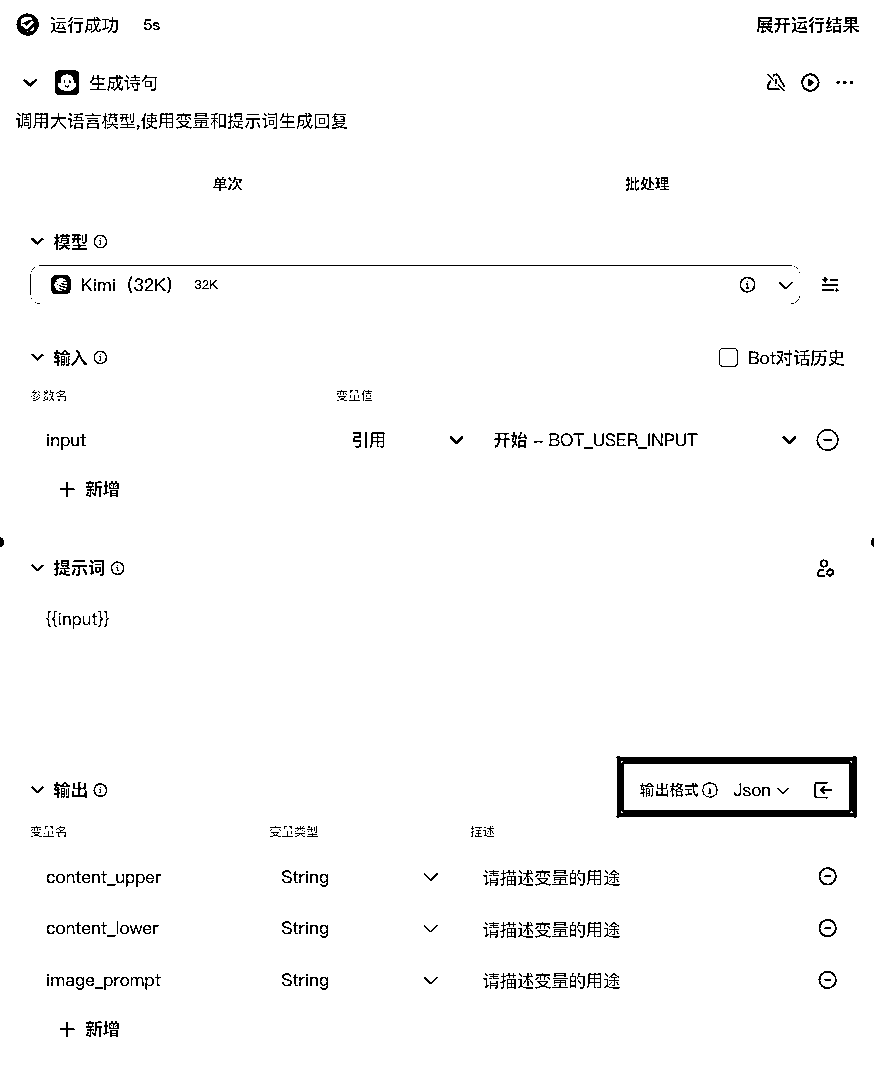 运行成功 5s 展开运行结果
生成诗句
调用大语言模型,使用变量和提示词生成回复
单次 批处理
模型
Kimi (32K) 32K
输入 Bot对话历史
参数名 变量值
input 引用 开始 - BOT_USER_INPUT
+ 新增
提示词
{{input}}
输出 输出格式 Json
变量名 变量类型 描述
content_upper String 请描述变量的用途
content_lower String 请描述变量的用途
image_prompt String 请描述变量的用途
+ 新增